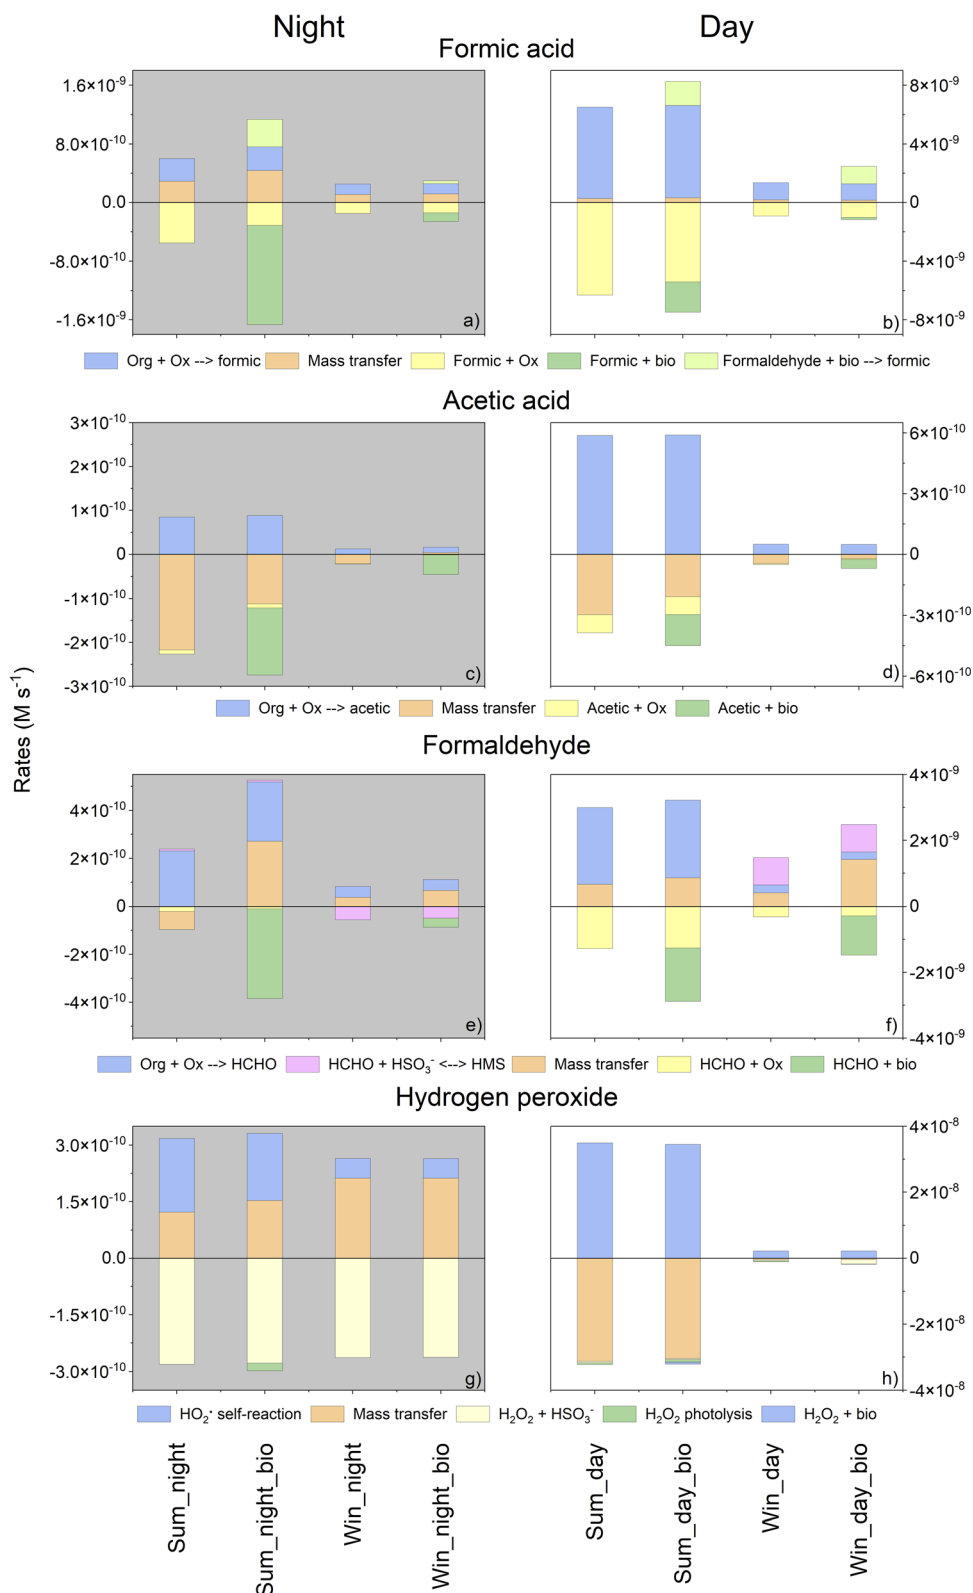 Night Day
Formic acid
1.6×10⁻⁹
8.0×10⁻¹⁰
0.0
-8.0×10⁻¹⁰
-1.6×10⁻⁹
a)
8×10⁻⁹
4×10⁻⁹
0
-4×10⁻⁹
-8×10⁻⁹
b)
Org + Ox --> formic Mass transfer Formic + Ox Formic + bio Formaldehyde + bio --> formic
Acetic acid
3×10⁻¹⁰
2×10⁻¹⁰
1×10⁻¹⁰
0
-1×10⁻¹⁰
-2×10⁻¹⁰
-3×10⁻¹⁰
c)
6×10⁻¹⁰
3×10⁻¹⁰
0
-3×10⁻¹⁰
-6×10⁻¹⁰
d)
Org + Ox --> acetic Mass transfer Acetic + Ox Acetic + bio
Rates (M s⁻¹)
Formaldehyde
4×10⁻¹⁰
2×10⁻¹⁰
0
-2×10⁻¹⁰
-4×10⁻¹⁰
e)
4×10⁻⁹
2×10⁻⁹
0
-2×10⁻⁹
-4×10⁻⁹
f)
Org + Ox --> HCHO HCHO + HSO₃⁻ <--> HMS Mass transfer HCHO + Ox HCHO + bio
Hydrogen peroxide
3.0×10⁻¹⁰
1.5×10⁻¹⁰
0.0
-1.5×10⁻¹⁰
-3.0×10⁻¹⁰
g)
4×10⁻⁸
2×10⁻⁸
0
-2×10⁻⁸
-4×10⁻⁸
h)
HO₂˙ self-reaction Mass transfer H₂O₂ + HSO₃⁻ H₂O₂ photolysis H₂O₂ + bio
Sum_night
Sum_night_bio
Win_night
Win_night_bio
Sum_day
Sum_day_bio
Win_day
Win_day_bio